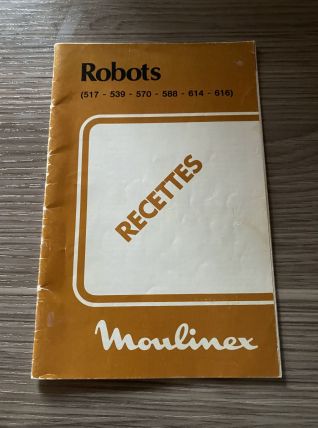 Robots
(517 - 539 - 570 - 588 - 614 - 616)
RECETTES
Moulinex